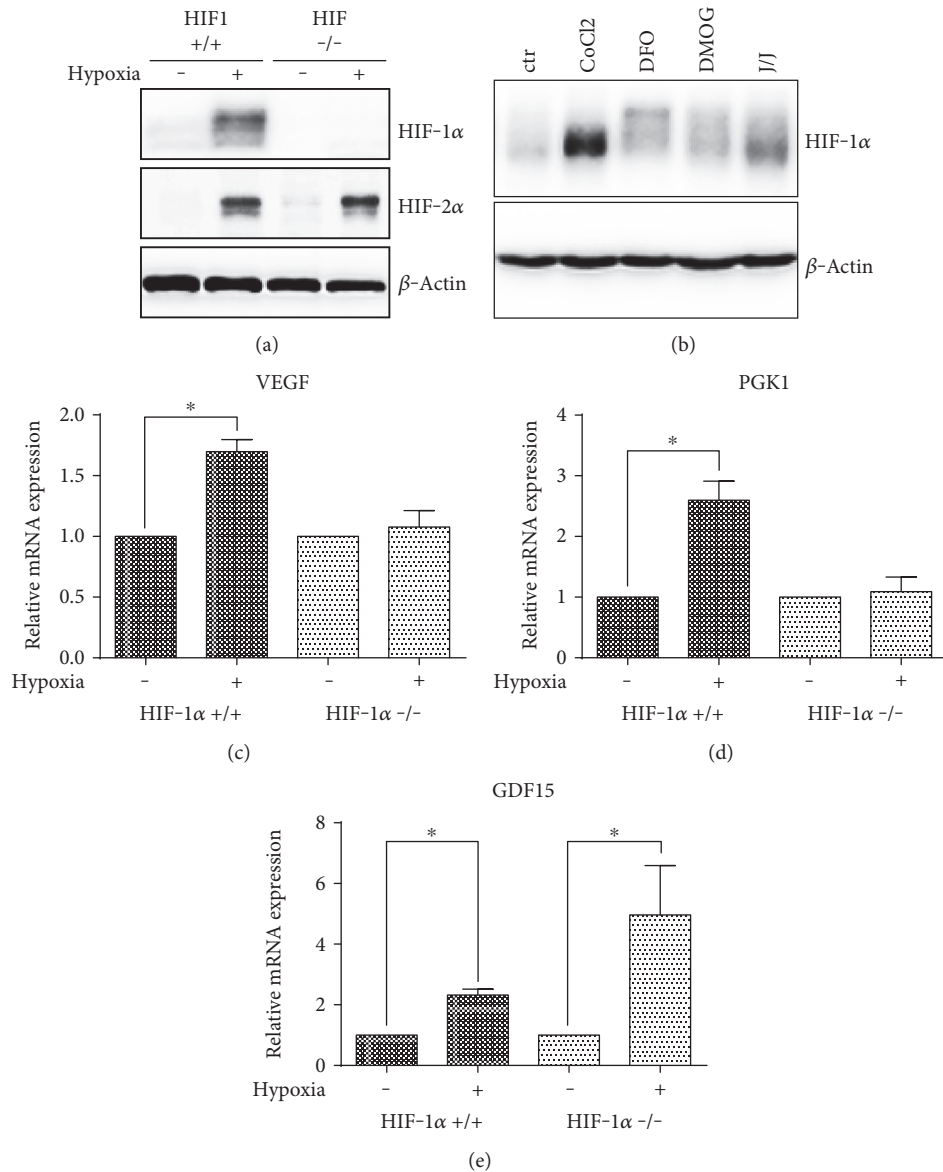 HIF1 HIF
+/+ -/-
Hypoxia - + - +
HIF-1α
HIF-2α
β-Actin
(a)
ctr CoCl2 DFO DMOG J/J
HIF-1α
β-Actin
(b)
VEGF
Relative mRNA expression
2.0
1.5
1.0
0.5
0.0
*
Hypoxia - + - +
HIF-1α +/+ HIF-1α -/-
(c)
PGK1
Relative mRNA expression
4
3
2
1
0
*
Hypoxia - + - +
HIF-1α +/+ HIF-1α -/-
(d)
GDF15
Relative mRNA expression
8
6
4
2
0
* *
Hypoxia - + - +
HIF-1α +/+ HIF-1α -/-
(e)